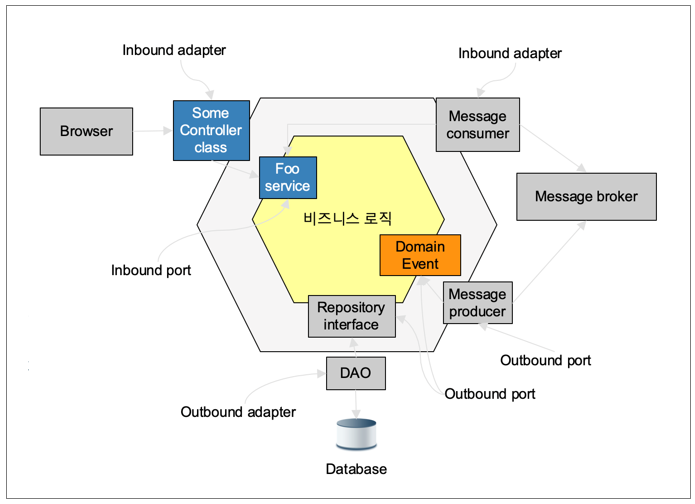 Inbound adapter
Inbound adapter
Browser
Some
Controller
class
Message
consumer
Foo
service
Message broker
비즈니스 로직
Domain
Event
Inbound port
Message
producer
Repository
interface
Outbound port
DAO
Outbound port
Outbound adapter
Database